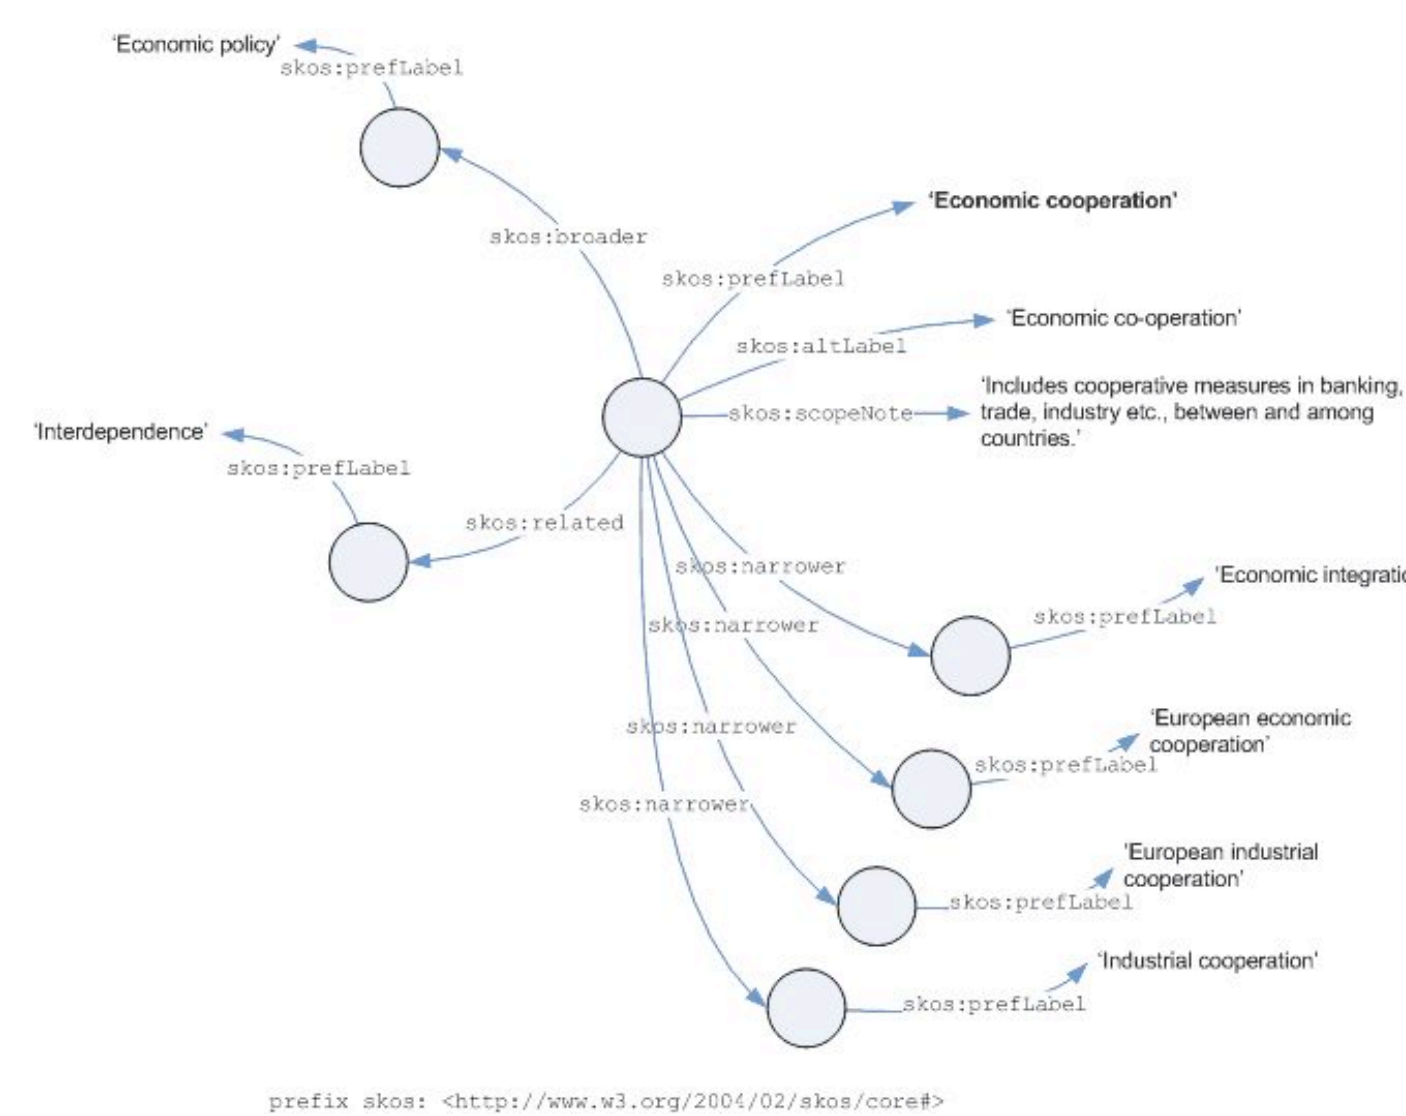 ‘Economic policy’
skos:prefLabel
‘Economic cooperation’
skos:broader
skos:prefLabel
‘Economic co-operation’
skos:altLabel
‘Includes cooperative measures in banking,
trade, industry etc., between and among
countries.’
skos:scopeNote
‘Interdependence’
skos:prefLabel
skos:related
skos:narrower
‘Economic
skos:prefLabel
skos:narrower
‘European economic
cooperation’
skos:narrower
skos:prefLabel
skos:narrower
‘European industrial
cooperation’
skos:prefLabel
‘Industrial cooperation’
skos:prefLabel
prefix skos: <http://www.w3.org/2004/02/skos/core#>